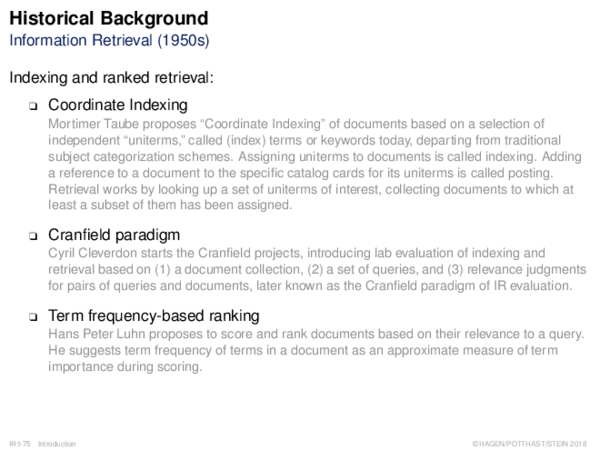 Historical Background
Information Retrieval (1950s)
Indexing and ranked retrieval:
❑ Coordinate Indexing
Mortimer Taube proposes “Coordinate Indexing” of documents based on a selection of
independent “uniterms,” called (index) terms or keywords today, departing from traditional
subject categorization schemes. Assigning uniterms to documents is called indexing. Adding
a reference to a document to the specific catalog cards for its uniterms is called posting.
Retrieval works by looking up a set of uniterms of interest, collecting documents to which at
least a subset of them has been assigned.
❑ Cranfield paradigm
Cyril Cleverdon starts the Cranfield projects, introducing lab evaluation of indexing and
retrieval based on (1) a document collection, (2) a set of queries, and (3) relevance judgments
for pairs of queries and documents, later known as the Cranfield paradigm of IR evaluation.
❑ Term frequency-based ranking
Hans Peter Luhn proposes to score and rank documents based on their relevance to a query.
He suggests term frequency of terms in a document as an approximate measure of term
importance during scoring.
IR:I-75 Introduction ©HAGEN/POTTHAST/STEIN 2018